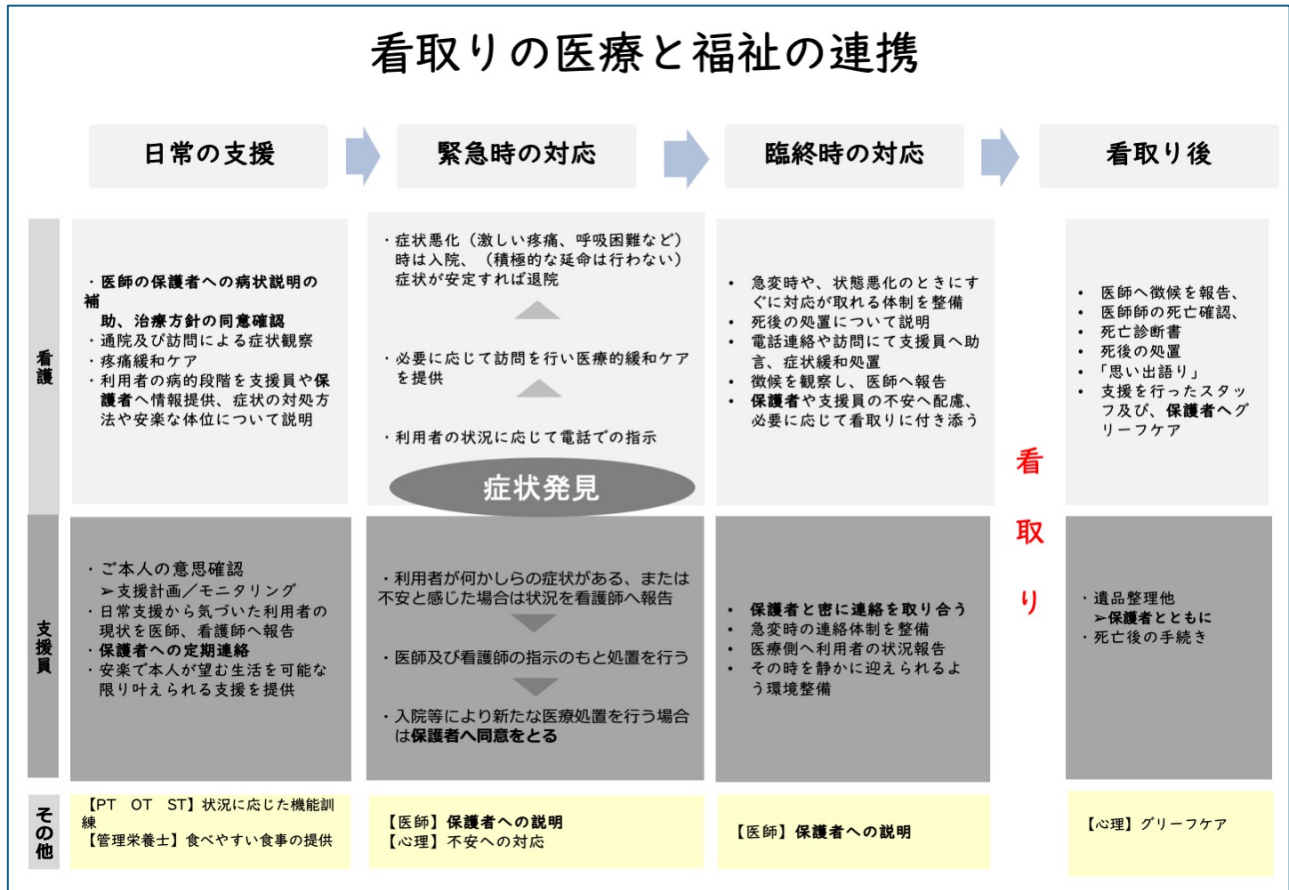 看取りの医療と福祉の連携
日常の支援
緊急時の対応
臨終時の対応
看取り後
看護
・医師の保護者への病状説明の
補
助、治療方針の同意確認
・通院及び訪問による症状観察
・疼痛緩和ケア
・利用者の病的段階を支援員や保
護者へ情報提供、症状の対処方
法や安楽な体位について説明
・症状悪化（激しい疼痛、呼吸困難など）
時は入院、（積極的な延命は行わない）
症状が安定すれば退院
・必要に応じて訪問を行い医療的緩和ケア
を提供
・利用者の状況に応じて電話での指示
症状発見
• 急変時や、状態悪化のときにす
ぐに対応が取れる体制を整備
• 死後の処置について説明
• 電話連絡や訪問にて支援員へ助
言、症状緩和処置
• 徴候を観察し、医師へ報告
• 保護者や支援員の不安へ配慮、
必要に応じて看取りに付き添う
看取り
• 医師へ徴候を報告、
• 医師師の死亡確認、
• 死亡診断書
• 死後の処置
• 「思い出語り」
• 支援を行ったスタッ
フ及び、保護者へグ
リーフケア
支援員
・ご本人の意思確認
➢支援計画／モニタリング
・日常支援から気づいた利用者の
現状を医師、看護師へ報告
・保護者への定期連絡
・安楽で本人が望む生活を可能な
限り叶えられる支援を提供
・利用者が何かしらの症状がある、または
不安と感じた場合は状況を看護師へ報告
・医師及び看護師の指示のもと処置を行う
・入院等により新たな医療処置を行う場合
は保護者へ同意をとる
• 保護者と密に連絡を取り合う
• 急変時の連絡体制を整備
• 医療側へ利用者の状況報告
• その時を静かに迎えられるよ
う環境整備
・遺品整理他
➢保護者とともに
・死亡後の手続き
その他
【PT　OT　ST】状況に応じた機能訓
練
【管理栄養士】食べやすい食事の提供
【医師】保護者への説明
【心理】不安への対応
【医師】保護者への説明
【心理】グリーフケア